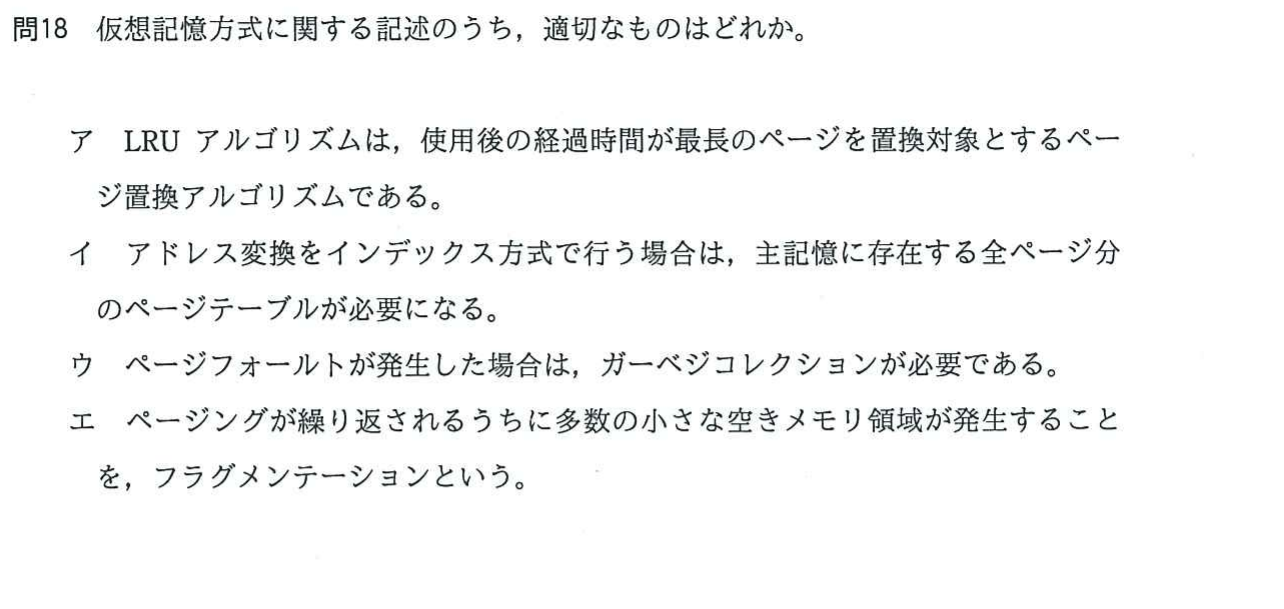 問18　仮想記憶方式に関する記述のうち，適切なものはどれか。
ア　LRU アルゴリズムは，使用後の経過時間が最長のページを置換対象とするペー
ジ置換アルゴリズムである。
イ　アドレス変換をインデックス方式で行う場合は，主記憶に存在する全ページ分
のページテーブルが必要になる。
ウ　ページフォールトが発生した場合は，ガーベジコレクションが必要である。
エ　ページングが繰り返されるうちに多数の小さな空きメモリ領域が発生すること
を，フラグメンテーションという。